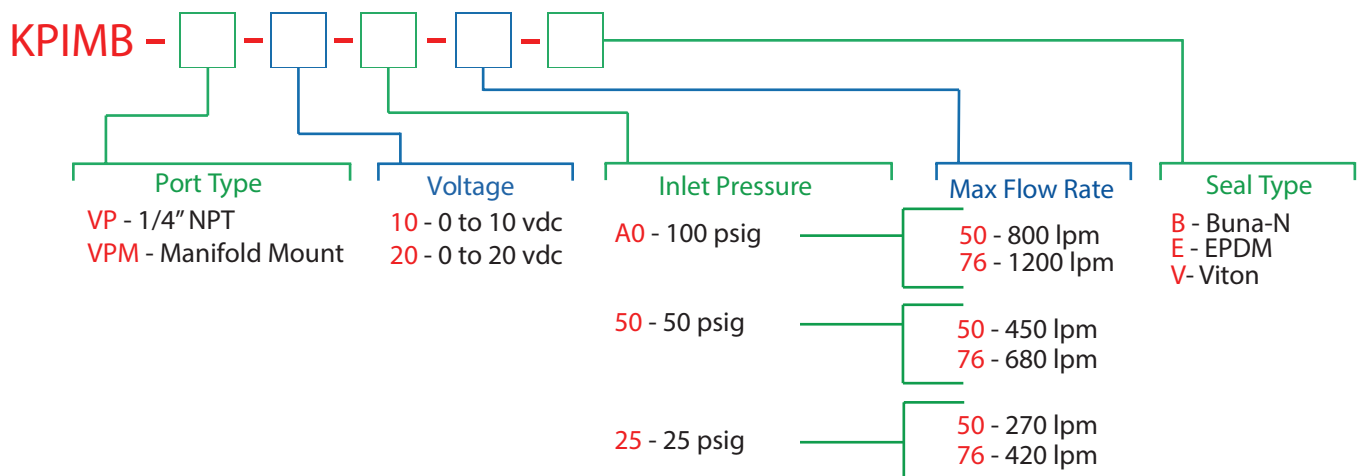 KPIMB - - - - -
Port Type
VP - 1/4” NPT
VPM - Manifold Mount
Voltage
10 - 0 to 10 vdc
20 - 0 to 20 vdc
Inlet Pressure
A0 - 100 psig
50 - 50 psig
25 - 25 psig
Max Flow Rate
50 - 800 lpm
76 - 1200 lpm
50 - 450 lpm
76 - 680 lpm
50 - 270 lpm
76 - 420 lpm
Seal Type
B - Buna-N
E - EPDM
V- Viton